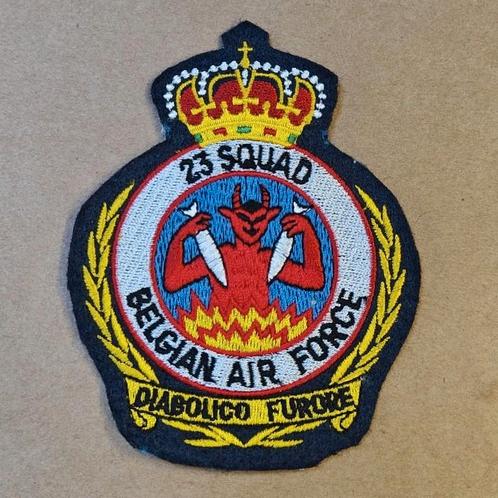 23 SQUAD
BELGIAN AIR FORCE
DIABOLICO FURORE